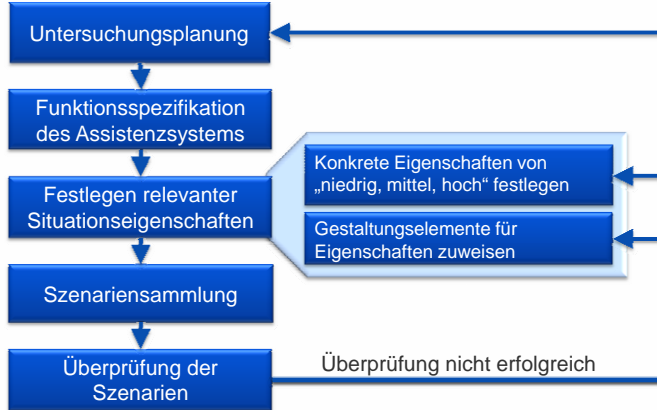 Untersuchungsplanung
Funktionsspezifikation
des Assistenzsystems
Festlegen relevanter
Situationseigenschaften
Konkrete Eigenschaften von
„niedrig, mittel, hoch“ festlegen
Gestaltungselemente für
Eigenschaften zuweisen
Szenariensammlung
Überprüfung der
Szenarien
Überprüfung nicht erfolgreich